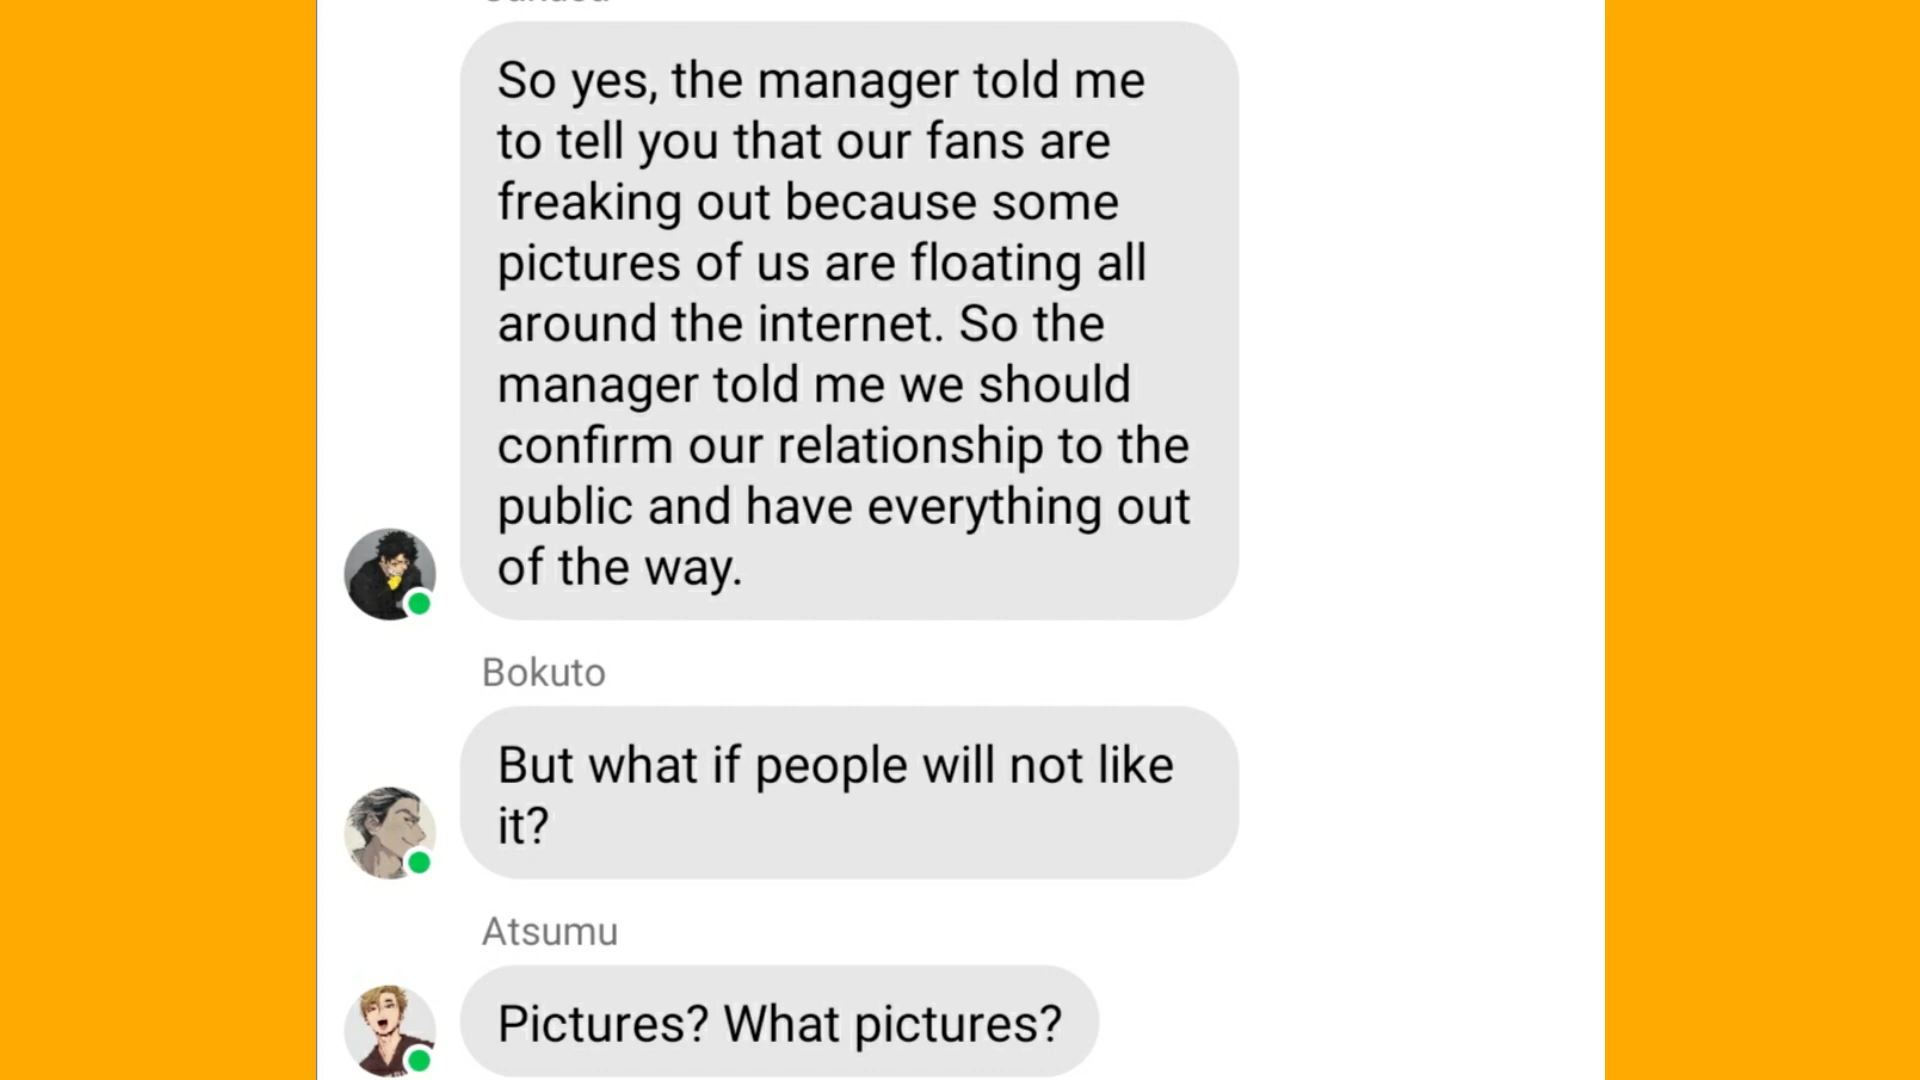 So yes, the manager told me
to tell you that our fans are
freaking out because some
pictures of us are floating all
around the internet. So the
manager told me we should
confirm our relationship to the
public and have everything out
of the way.
Bokuto
But what if people will not like
it?
Atsumu
Pictures? What pictures?